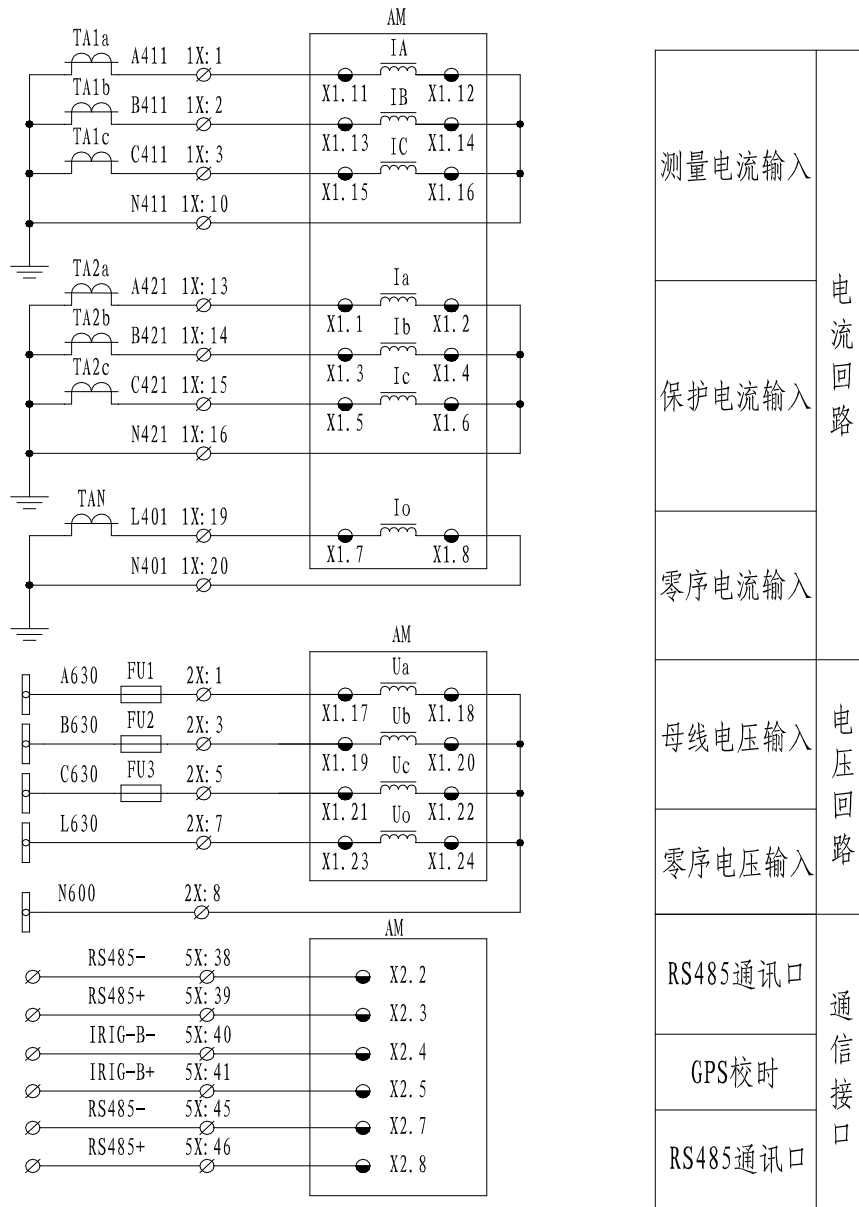 AM
TA1a A411 1X:1 IA
X1.11 X1.12
TA1b B411 1X:2 IB
X1.13 X1.14
TA1c C411 1X:3 IC
X1.15 X1.16
N411 1X:10
测量电流输入
TA2a A421 1X:13 Ia
X1.1 X1.2
TA2b B421 1X:14 Ib
X1.3 X1.4
TA2c C421 1X:15 Ic
X1.5 X1.6
N421 1X:16
保护电流输入
电流回路
TAN L401 1X:19 Io
X1.7 X1.8
N401 1X:20
零序电流输入
AM
A630 FU1 2X:1 Ua
X1.17 X1.18
B630 FU2 2X:3 Ub
X1.19 X1.20
C630 FU3 2X:5 Uc
X1.21 X1.22
母线电压输入
L630 2X:7 Uo
X1.23 X1.24
N600 2X:8
零序电压输入
电压回路
AM
RS485- 5X:38 X2.2
RS485+ 5X:39 X2.3
RS485通讯口
IRIG-B- 5X:40 X2.4
IRIG-B+ 5X:41 X2.5
GPS校时
RS485- 5X:45 X2.7
RS485+ 5X:46 X2.8
RS485通讯口
通信接口